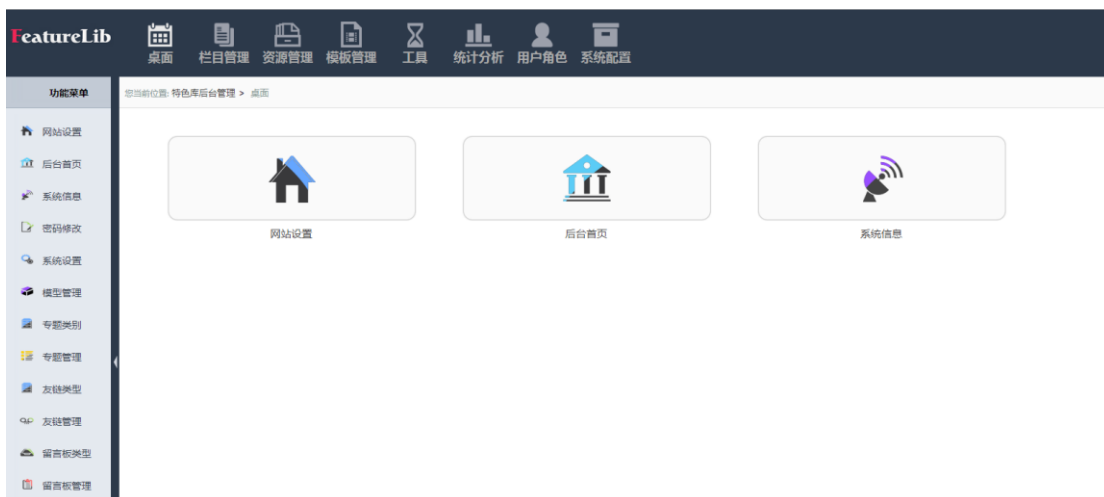 FeatureLib
桌面 栏目管理 资源管理 模板管理 工具 统计分析 用户角色 系统配置
功能菜单
您当前位置: 特色库后台管理 > 桌面
网站设置
后台首页
系统信息
密码修改
系统设置
模型管理
专题类别
专题管理
友链类型
友链管理
留言板类型
留言板管理
网站设置 后台首页 系统信息